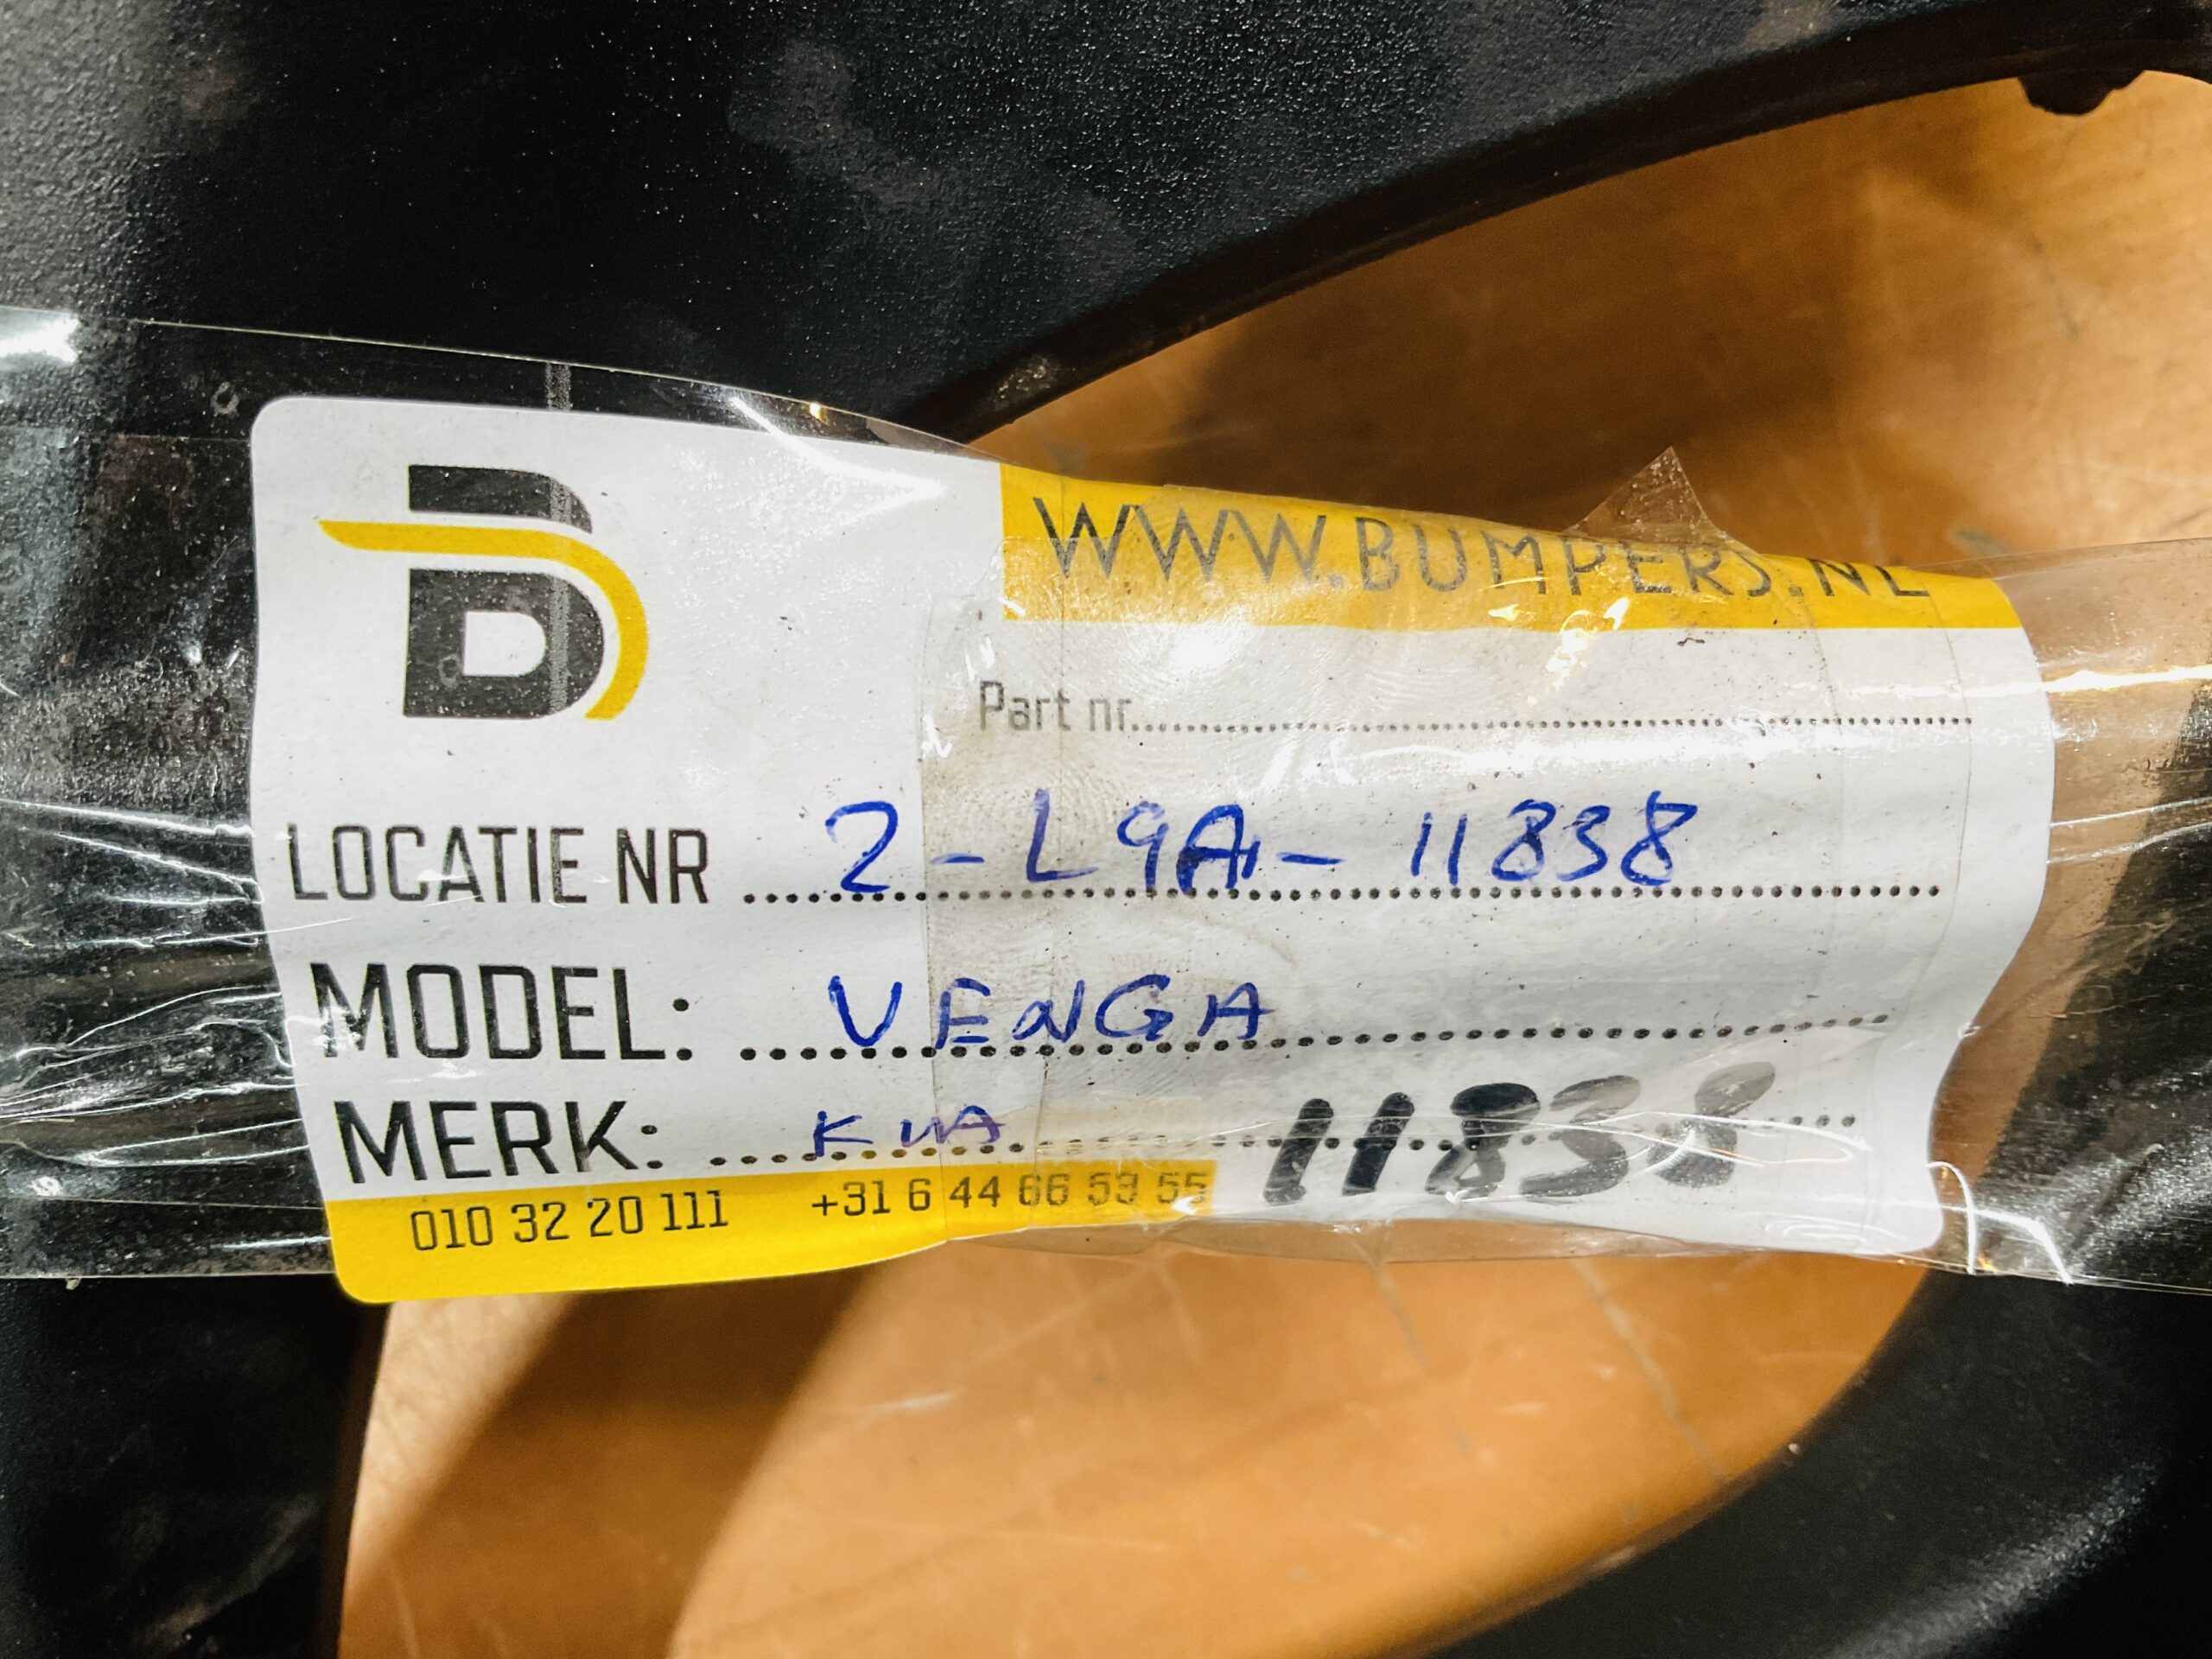 B
WWW.BUMPERS.NL
Part nr.
LOCATIE NR 2-L9A-11838
MODEL: VENGA
MERK: KIA
11838
010 32 20 111 +31 6 44 66 53 55